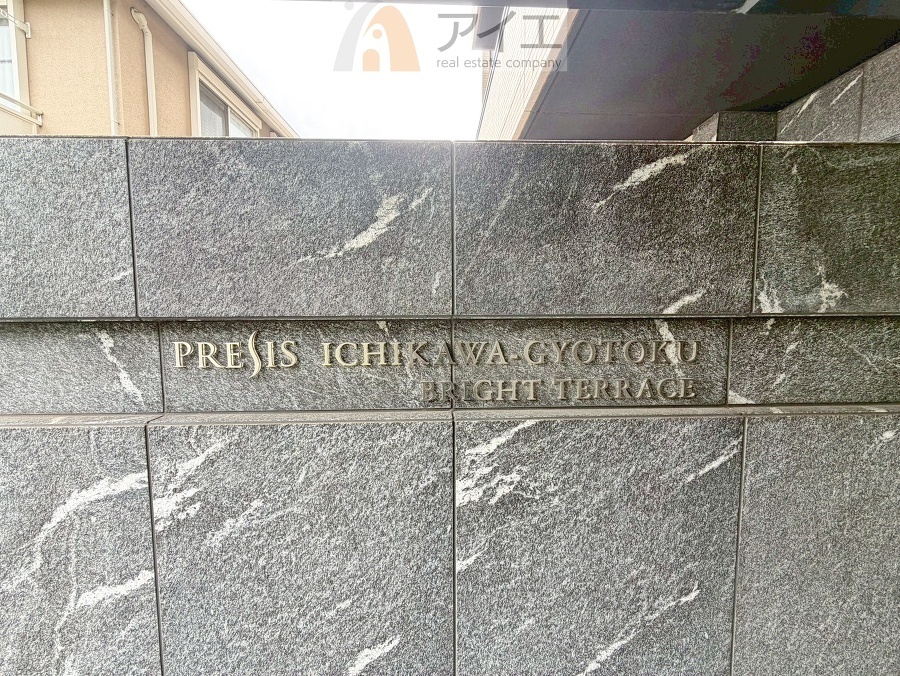 アイエ
real estate company
PRESIS ICHIKAWA-GYOTOKU
BRIGHT TERRACE